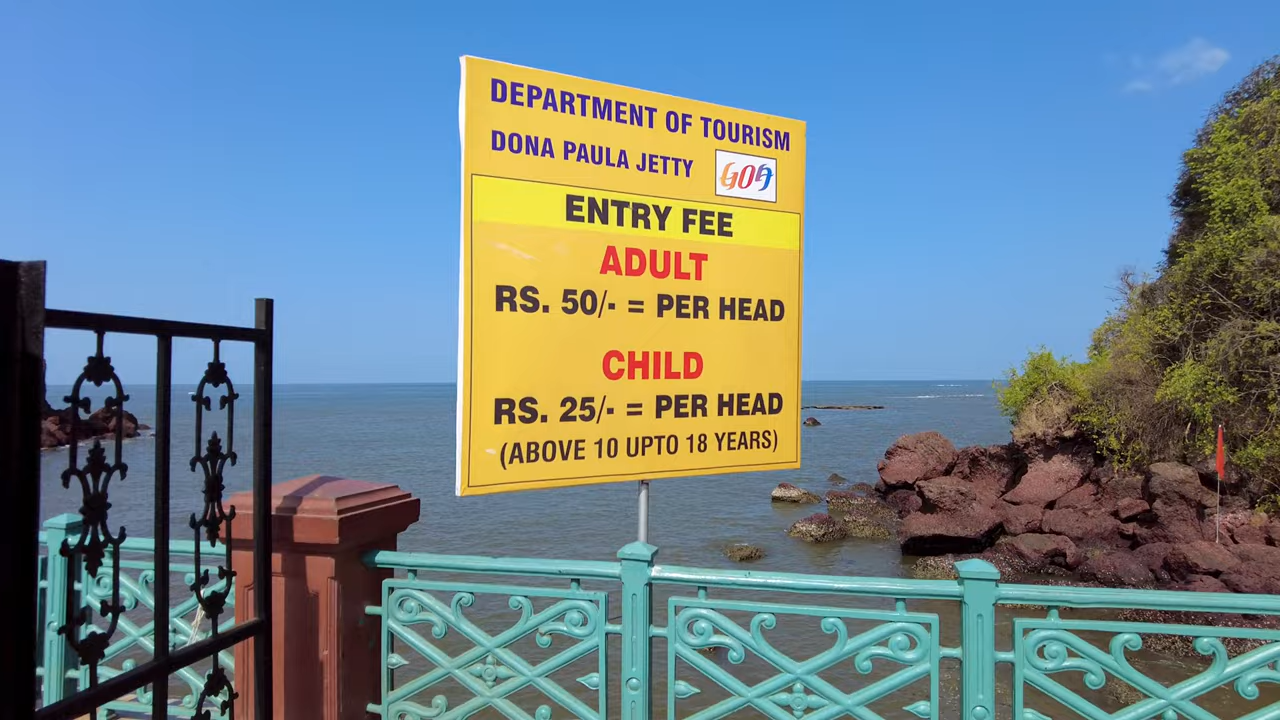 DEPARTMENT OF TOURISM
DONA PAULA JETTY
GOA
ENTRY FEE
ADULT
RS. 50/- = PER HEAD
CHILD
RS. 25/- = PER HEAD
(ABOVE 10 UPTO 18 YEARS)